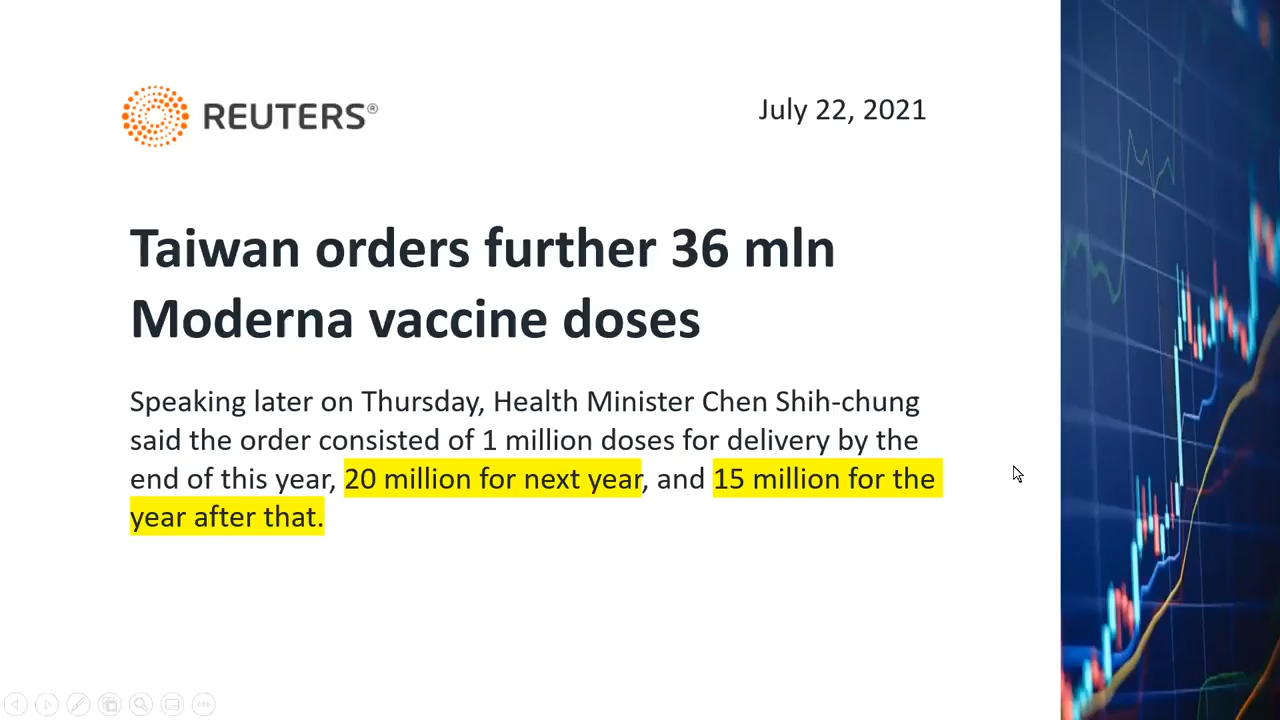 REUTERS®
July 22, 2021
Taiwan orders further 36 mln
Moderna vaccine doses
Speaking later on Thursday, Health Minister Chen Shih-chung
said the order consisted of 1 million doses for delivery by the
end of this year, 20 million for next year, and 15 million for the
year after that.